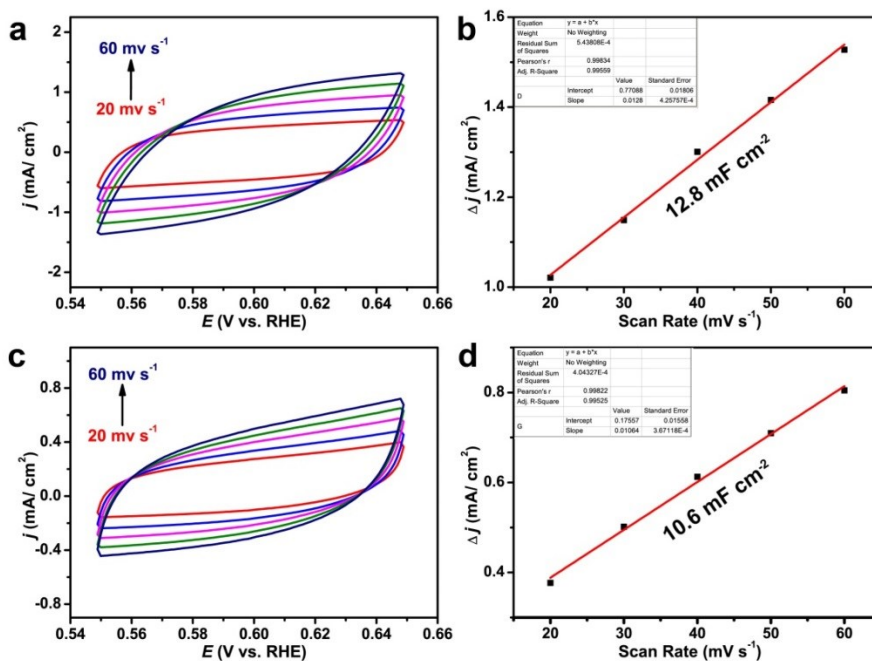 a
60 mv s⁻¹
20 mv s⁻¹
j (mA/ cm²)
2
1
0
-1
-2
0.54 0.56 0.58 0.60 0.62 0.64 0.66
E (V vs. RHE)
b
Equation y = a + b*x
Weight No Weighting
Residual Sum of Squares 5.43808E-4
Pearson's r 0.99834
Adj. R-Square 0.99559
Value Standard Error
D Intercept 0.77088 0.01806
Slope 0.0128 4.25757E-4
12.8 mF cm⁻²
Δ j (mA/ cm²)
1.6
1.4
1.2
1.0
20 30 40 50 60
Scan Rate (mV s⁻¹)
c
60 mv s⁻¹
20 mv s⁻¹
j (mA/ cm²)
0.8
0.4
0.0
-0.4
-0.8
0.54 0.56 0.58 0.60 0.62 0.64 0.66
E (V vs. RHE)
d
Equation y = a + b*x
Weight No Weighting
Residual Sum of Squares 4.04327E-4
Pearson's r 0.99822
Adj. R-Square 0.99525
Value Standard Error
G Intercept 0.17557 0.01558
Slope 0.01064 3.67118E-4
10.6 mF cm⁻²
Δ j (mA/ cm²)
0.8
0.6
0.4
20 30 40 50 60
Scan Rate (mV s⁻¹)